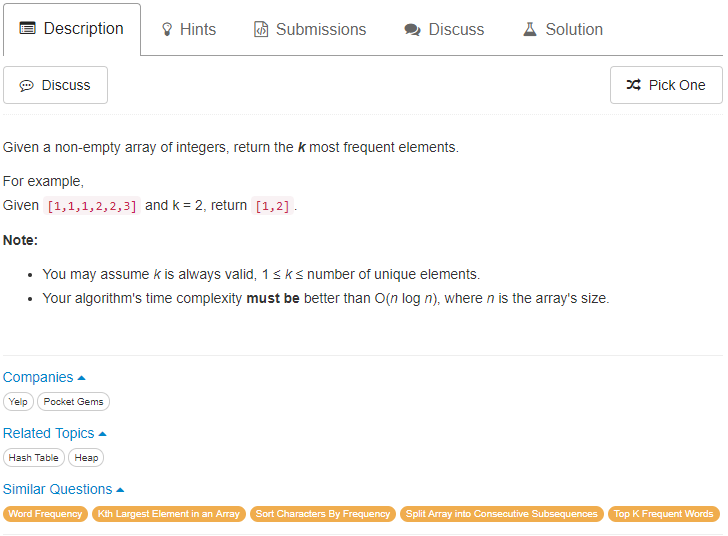 Description Hints Submissions Discuss Solution
Discuss Pick One
Given a non-empty array of integers, return the k most frequent elements.
For example,
Given [1,1,1,2,2,3] and k = 2, return [1,2] .
Note:
• You may assume k is always valid, 1 ≤ k ≤ number of unique elements.
• Your algorithm's time complexity must be better than O(n log n), where n is the array's size.
Companies
Yelp Pocket Gems
Related Topics
Hash Table Heap
Similar Questions
Word Frequency Kth Largest Element in an Array Sort Characters By Frequency Split Array into Consecutive Subsequences Top K Frequent Words